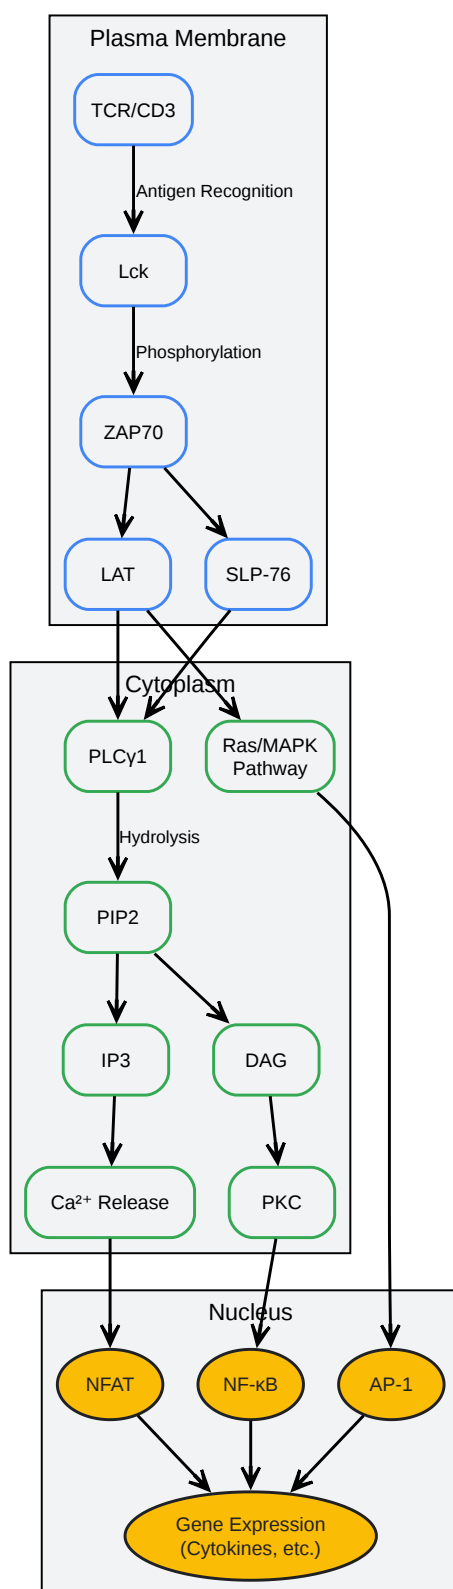 Plasma Membrane
TCR/CD3
Antigen Recognition
Lck
Phosphorylation
ZAP70
LAT
SLP-76
Cytoplasm
PLCγ1
Ras/MAPK
Pathway
Hydrolysis
PIP2
IP3
DAG
Ca²⁺ Release
PKC
Nucleus
NFAT
NF-κB
AP-1
Gene Expression
(Cytokines, etc.)